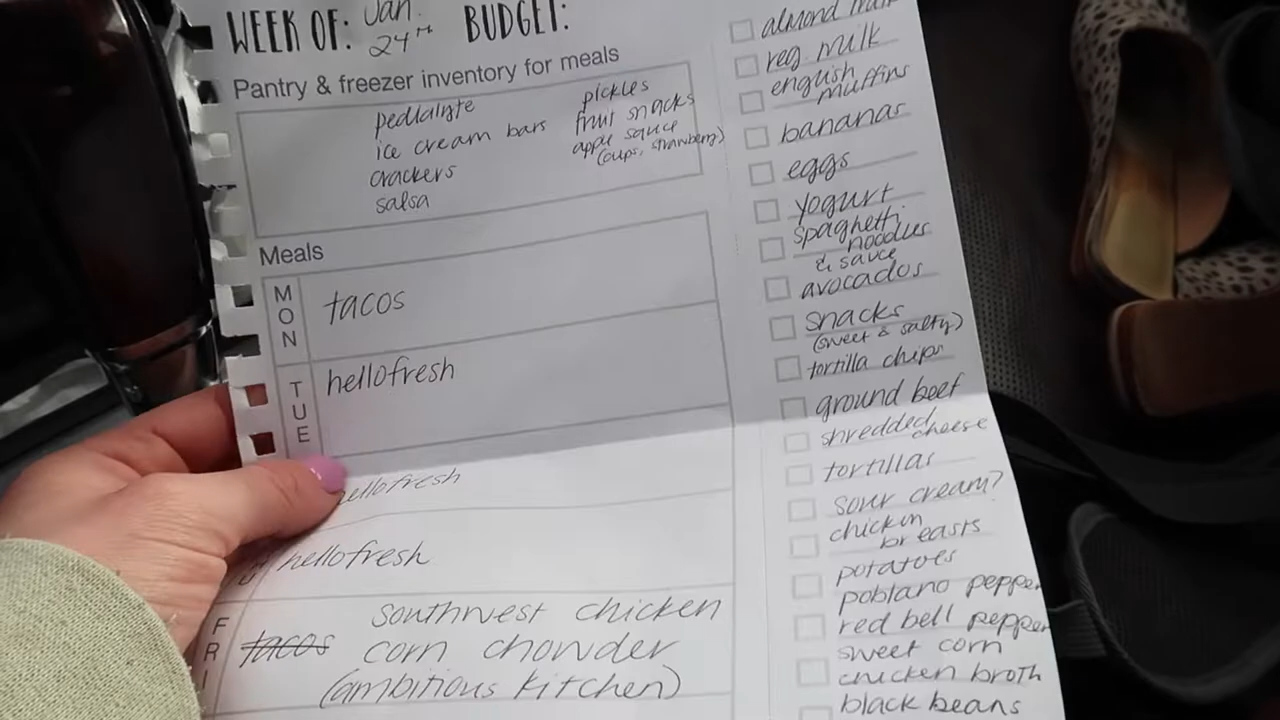 WEEK OF: Jan. 24th BUDGET:
Pantry & freezer inventory for meals
pedialyte
ice cream bars
crackers
salsa
pickles
fruit snacks
apple sauce
(cups, strawberry)
Meals
MON
tacos
TUE
hellofresh
hellofresh
hellofresh
FRI
tacos southwest chicken
corn chowder
(ambitious kitchen)
almond milk
reg milk
english
muffins
bananas
eggs
yogurt
spaghetti
noodles
& sauce
avocados
snacks
(sweet & salty)
tortilla chips
ground beef
shredded
cheese
tortillas
sour cream?
chicken
breasts
potatoes
poblano pepper
red bell pepper
sweet corn
chicken broth
black beans